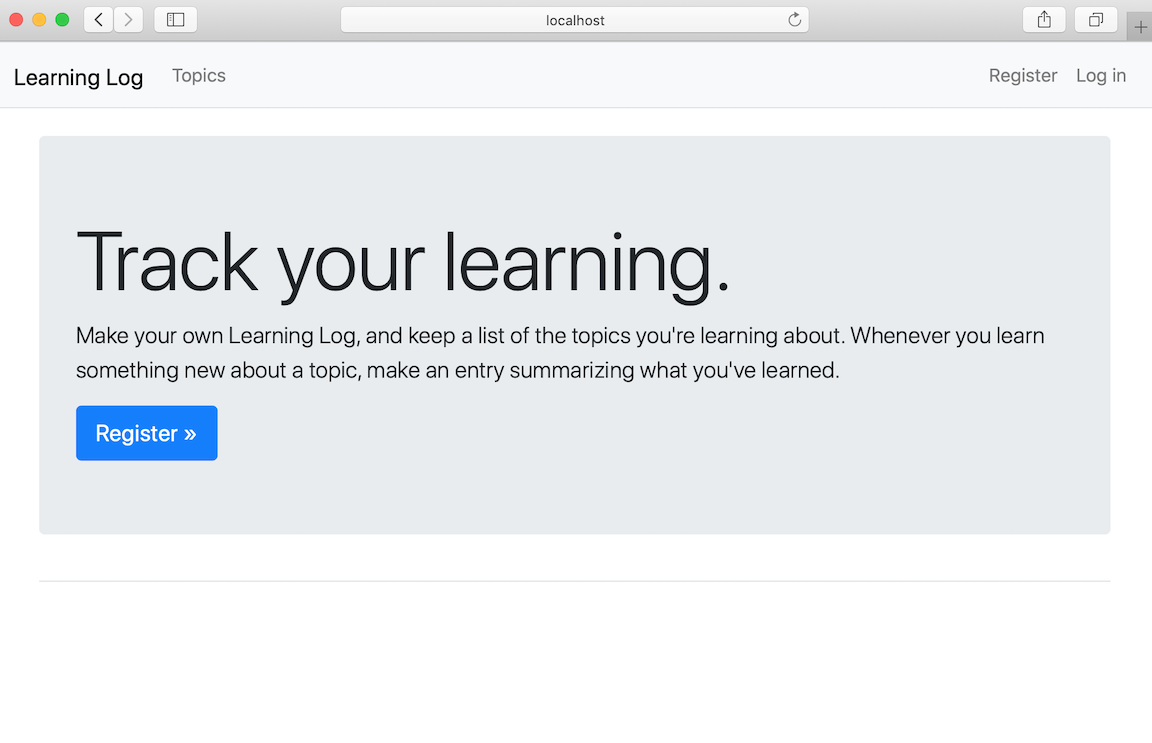 localhost
Learning Log Topics Register Log in
Track your learning.
Make your own Learning Log, and keep a list of the topics you're learning about. Whenever you learn
something new about a topic, make an entry summarizing what you've learned.
Register »